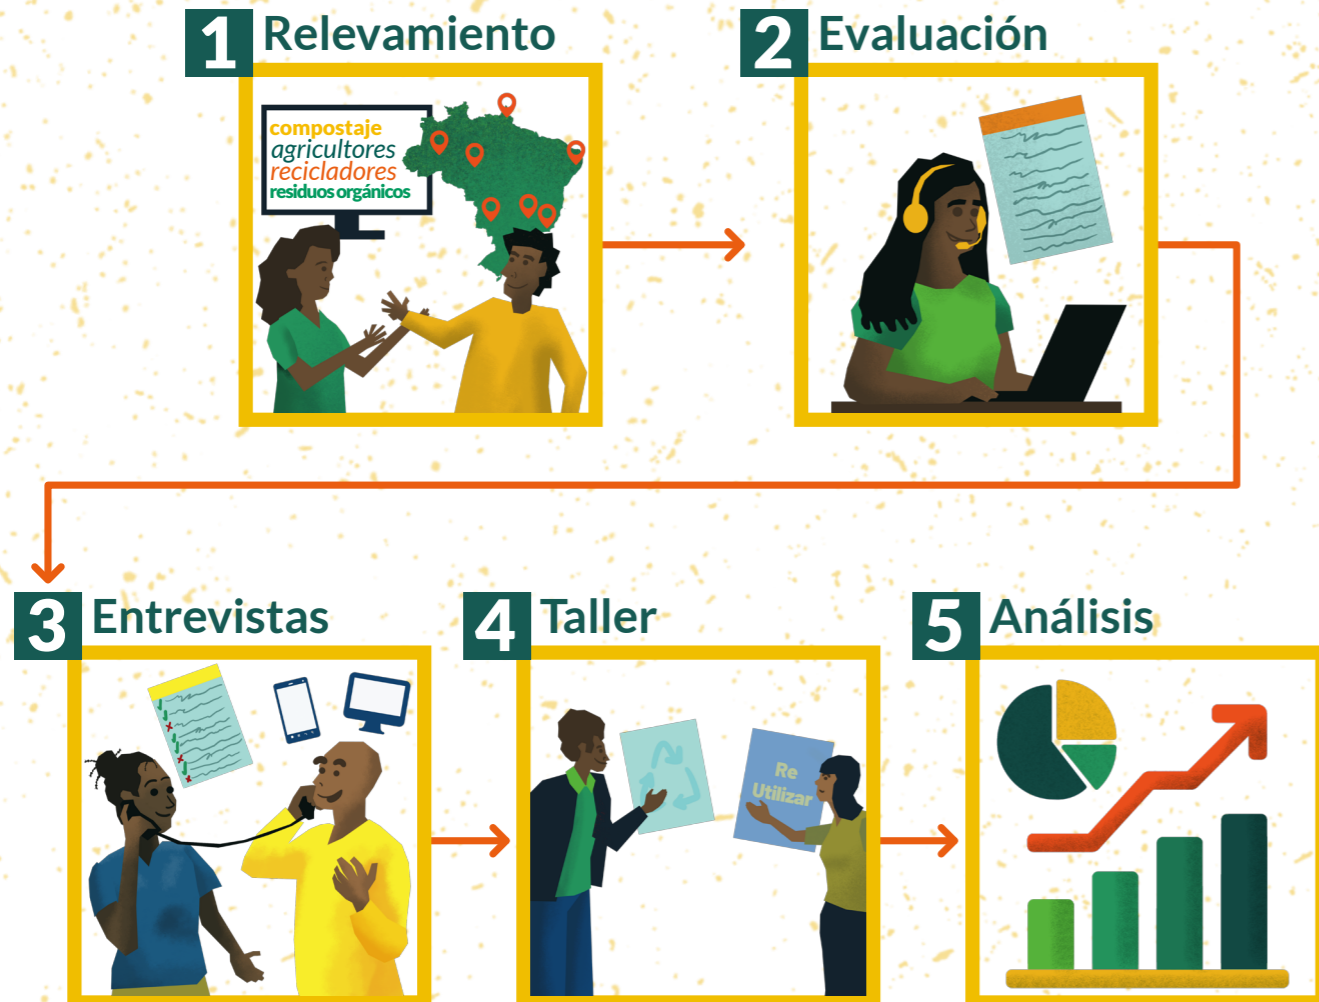 1 Relevamiento
compostaje
agricultores
recicladores
residuos orgánicos
2 Evaluación
3 Entrevistas
4 Taller
Re
Utilizar
5 Análisis